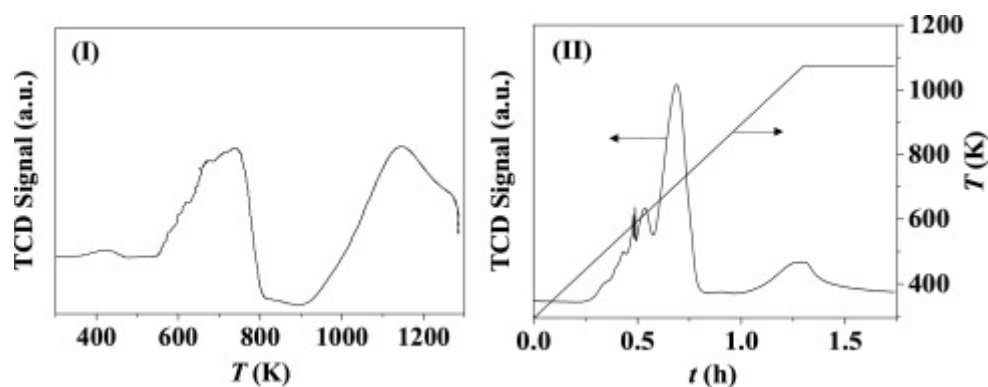 (I)
TCD Signal (a.u.)
400 600 800 1000 1200
T (K)
(II)
TCD Signal (a.u.)
0.0 0.5 1.0 1.5
t (h)
1200
1000
800
600
400
T (K)